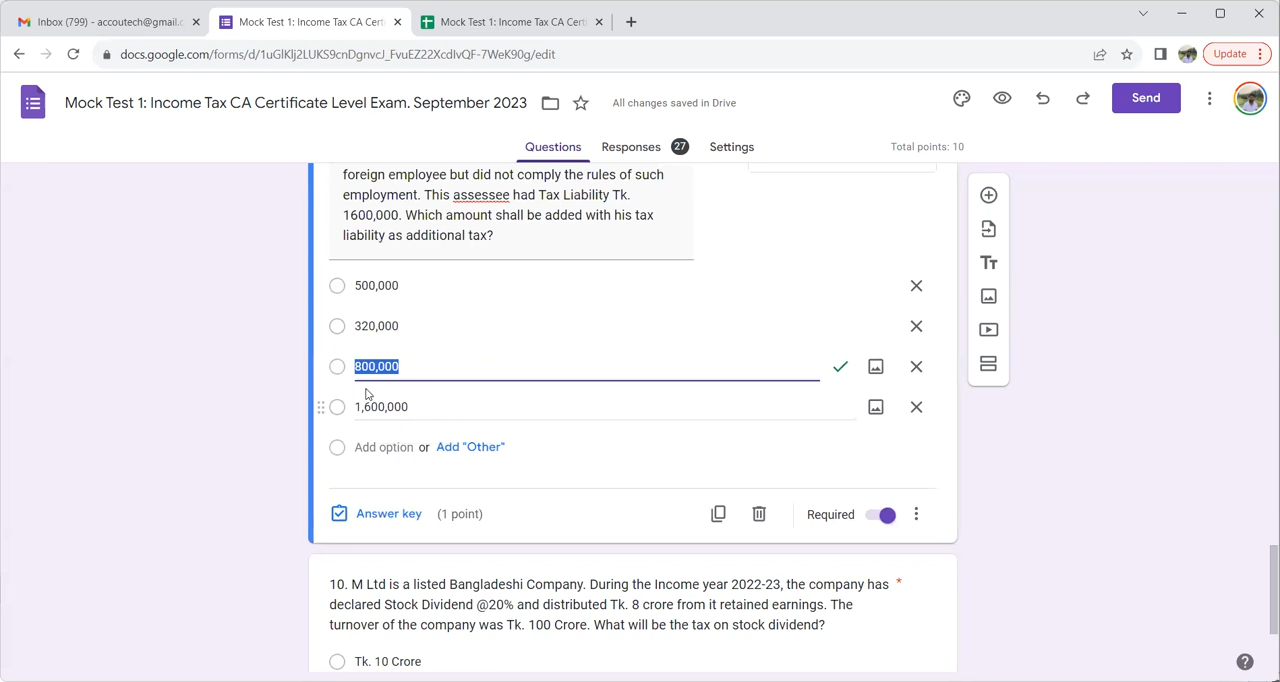 Inbox (799) - accoutech@gmail.c
Mock Test 1: Income Tax CA Certi
Mock Test 1: Income Tax CA Certi
docs.google.com/forms/d/1uGlKlj2LUKS9cnDgnvcJ_FvuEZ22XcdIvQF-7WeK90g/edit
Update
Mock Test 1: Income Tax CA Certificate Level Exam. September 2023
All changes saved in Drive
Send
Questions
Responses 27
Settings
Total points: 10
foreign employee but did not comply the rules of such
employment. This assessee had Tax Liability Tk.
1600,000. Which amount shall be added with his tax
liability as additional tax?
500,000
320,000
800,000
1,600,000
Add option or Add "Other"
Answer key (1 point)
Required
10. M Ltd is a listed Bangladeshi Company. During the Income year 2022-23, the company has *
declared Stock Dividend @20% and distributed Tk. 8 crore from it retained earnings. The
turnover of the company was Tk. 100 Crore. What will be the tax on stock dividend?
Tk. 10 Crore